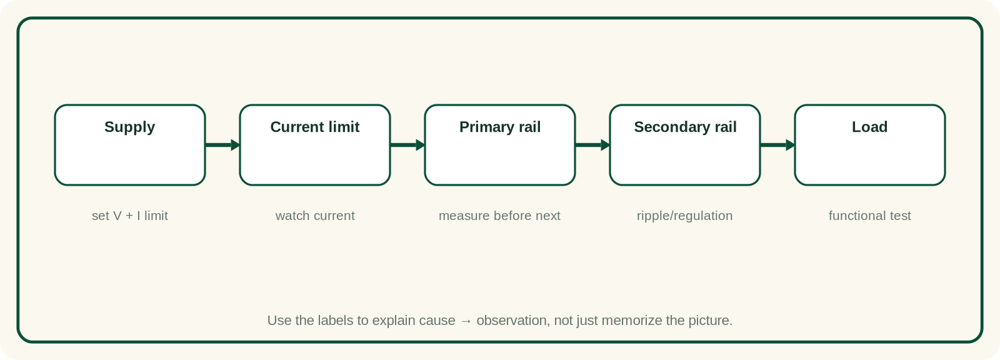 Supply
Current limit
Primary rail
Secondary rail
Load
set V + I limit
watch current
measure before next
ripple/regulation
functional test
Use the labels to explain cause → observation, not just memorize the picture.